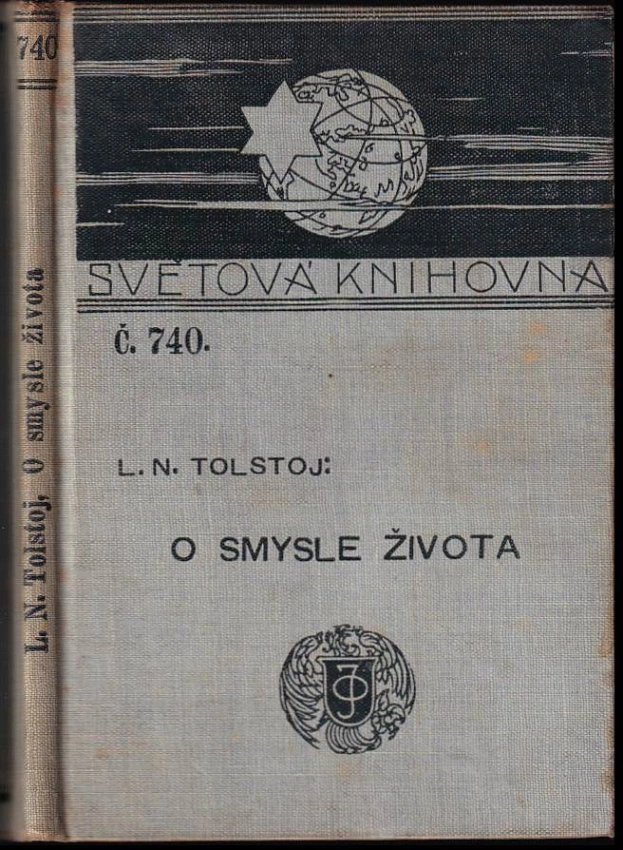 740
L. N. Tolstoj, O smysle života
SVĚTOVÁ KNIHOVNA
Č. 740.
L. N. TOLSTOJ:
O SMYSLE ŽIVOTA